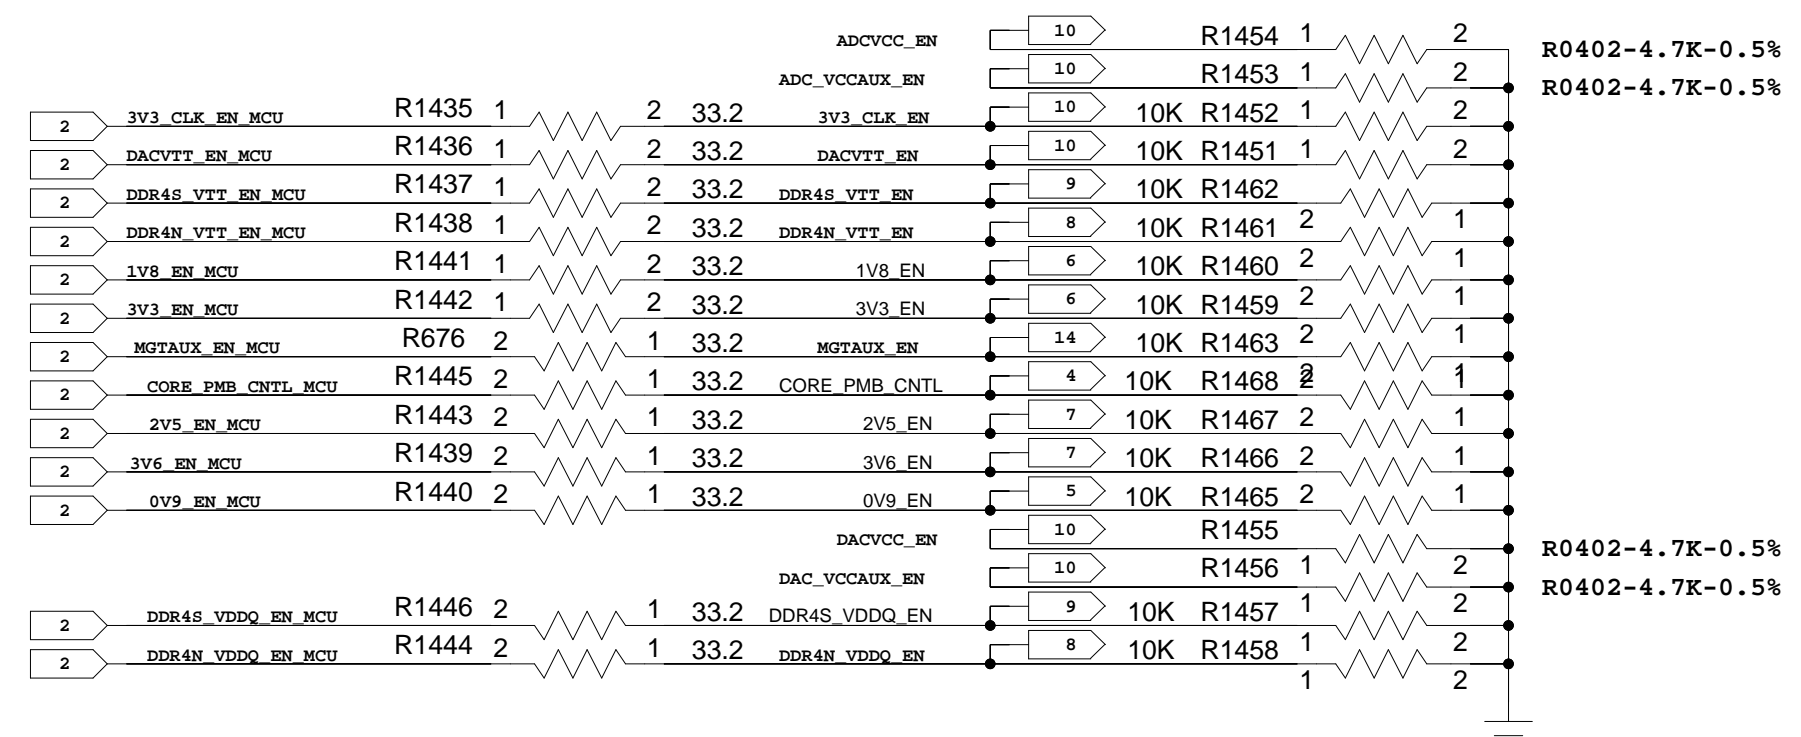 ADCVCC_EN 10 R1454 1 2 R0402-4.7K-0.5%
ADC_VCCAUX_EN 10 R1453 1 2 R0402-4.7K-0.5%
2 3V3_CLK_EN_MCU R1435 1 2 33.2 3V3_CLK_EN 10 10K R1452 1 2
2 DACVTT_EN_MCU R1436 1 2 33.2 DACVTT_EN 10 10K R1451 1 2
2 DDR4S_VTT_EN_MCU R1437 1 2 33.2 DDR4S_VTT_EN 9 10K R1462
2 DDR4N_VTT_EN_MCU R1438 1 2 33.2 DDR4N_VTT_EN 8 10K R1461 2 1
2 1V8_EN_MCU R1441 1 2 33.2 1V8_EN 6 10K R1460 2 1
2 3V3_EN_MCU R1442 1 2 33.2 3V3_EN 6 10K R1459 2 1
2 MGTAUX_EN_MCU R676 2 1 33.2 MGTAUX_EN 14 10K R1463 2 1
2 CORE_PMB_CNTL_MCU R1445 2 1 33.2 CORE_PMB_CNTL 4 10K R1468 2 2 1 1
2 2V5_EN_MCU R1443 2 1 33.2 2V5_EN 7 10K R1467 2 1
2 3V6_EN_MCU R1439 2 1 33.2 3V6_EN 7 10K R1466 2 1
2 0V9_EN_MCU R1440 2 1 33.2 0V9_EN 5 10K R1465 2 1
DACVCC_EN 10 R1455 R0402-4.7K-0.5%
DAC_VCCAUX_EN 10 R1456 1 2 R0402-4.7K-0.5%
2 DDR4S_VDDQ_EN_MCU R1446 2 1 33.2 DDR4S_VDDQ_EN 9 10K R1457 1 2
2 DDR4N_VDDQ_EN_MCU R1444 2 1 33.2 DDR4N_VDDQ_EN 8 10K R1458 1 2
1 2